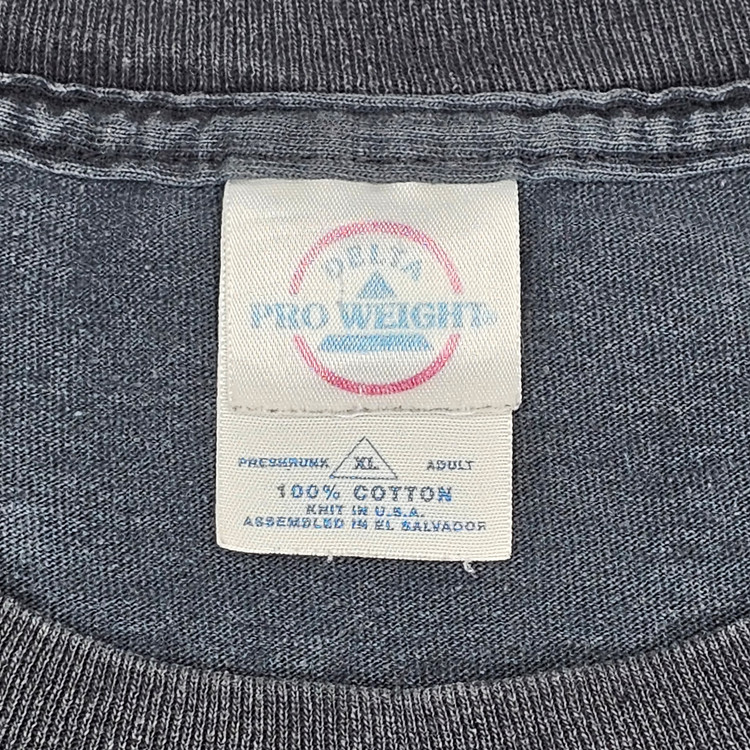 DELTA
PRO WEIGHT®
PRESHRUNK XL ADULT
100% COTTON
KNIT IN U.S.A.
ASSEMBLED IN EL SALVADOR